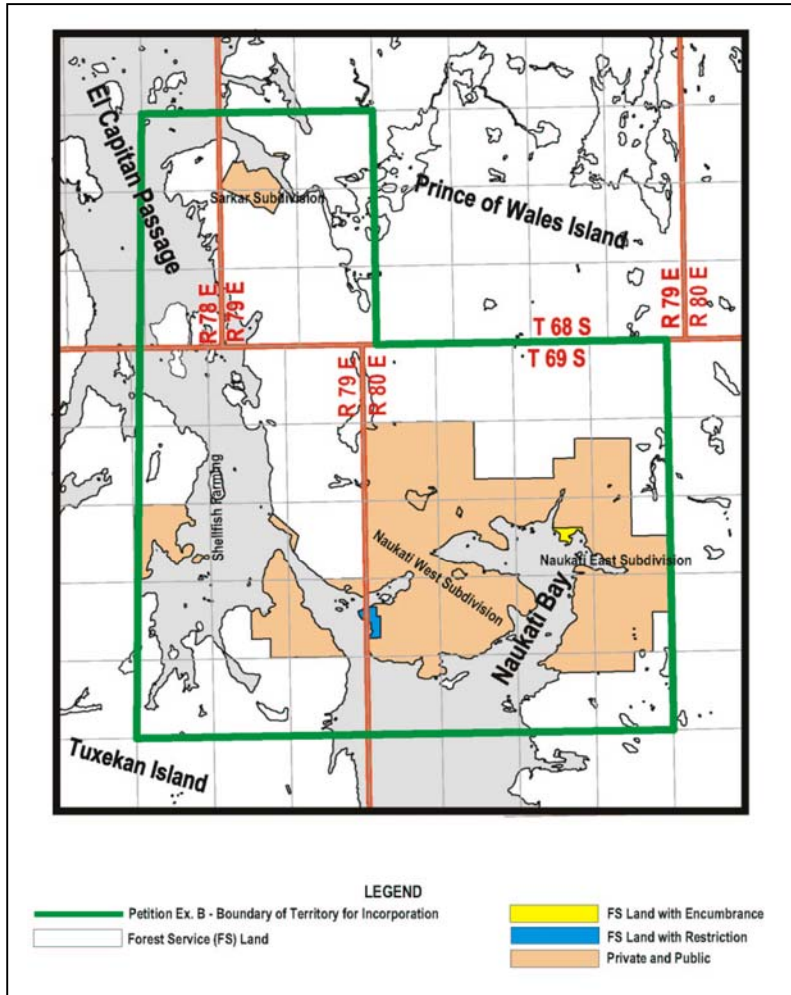 El Capitan Passage
Sarkar Subdivision
Prince of Wales Island
R 78 E
R 79 E
R 79 E
R 80 E
T 68 S
T 69 S
R 79 E
R 80 E
Shellfish Farming
Naukati West Subdivision
Naukati East Subdivision
Naukati Bay
Tuxekan Island
LEGEND
Petition Ex. B - Boundary of Territory for Incorporation
Forest Service (FS) Land
FS Land with Encumbrance
FS Land with Restriction
Private and Public